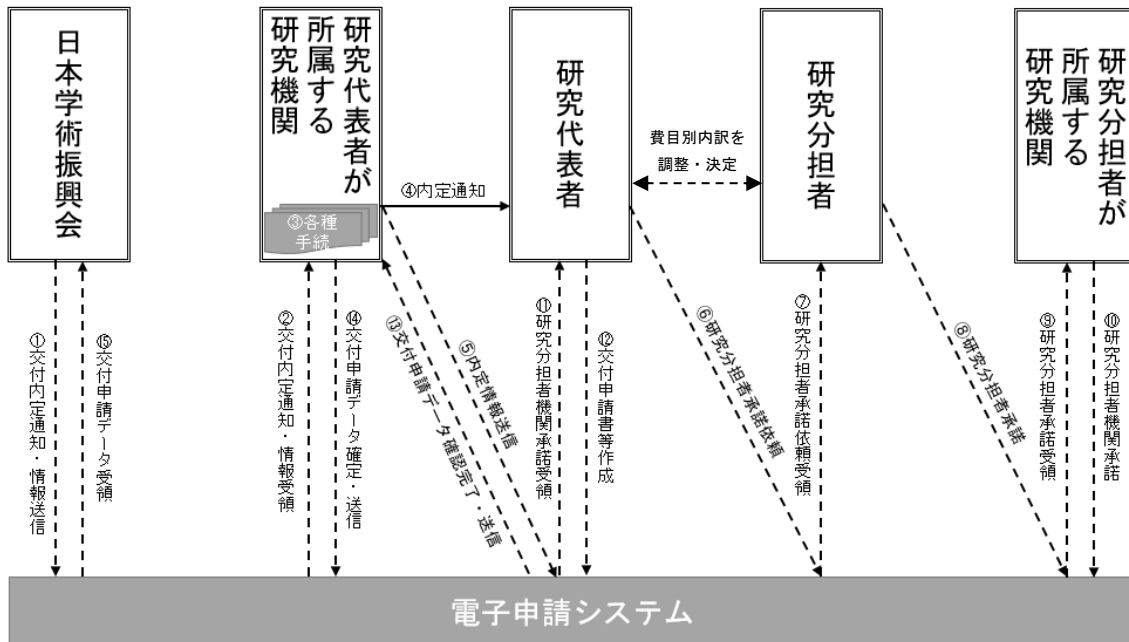 日本学術振興会
研究代表者が
所属する
研究機関
③各種
手続
研究代表者
研究分担者
研究分担者が
所属する
研究機関
④内定通知
費目別内訳を
調整・決定
①交付内定通知・情報送信
⑮交付申請データ受領
②交付内定通知・情報受領
⑭交付申請データ確定・送信
⑬交付申請データ確認完了・送信
⑤内定情報送信
⑪研究分担者機関承諾受領
⑫交付申請書等作成
⑥研究分担者承諾依頼
⑦研究分担者承諾依頼受領
⑧研究分担者承諾
⑨研究分担者承諾受領
⑩研究分担者機関承諾
電子申請システム